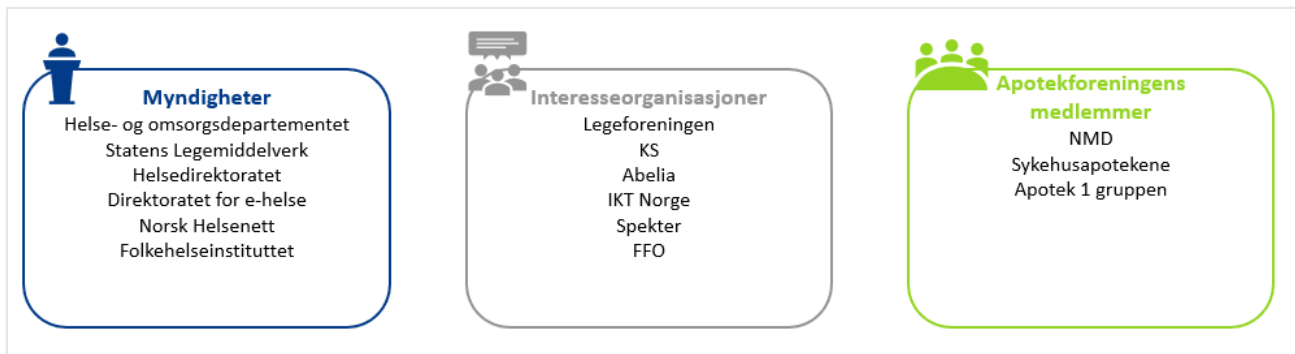 Myndigheter
Helse- og omsorgsdepartementet
Statens Legemiddelverk
Helsedirektoratet
Direktoratet for e-helse
Norsk Helsenett
Folkehelseinstituttet
Interesseorganisasjoner
Legeforeningen
KS
Abelia
IKT Norge
Spekter
FFO
Apotekforeningens
medlemmer
NMD
Sykehusapotekene
Apotek 1 gruppen